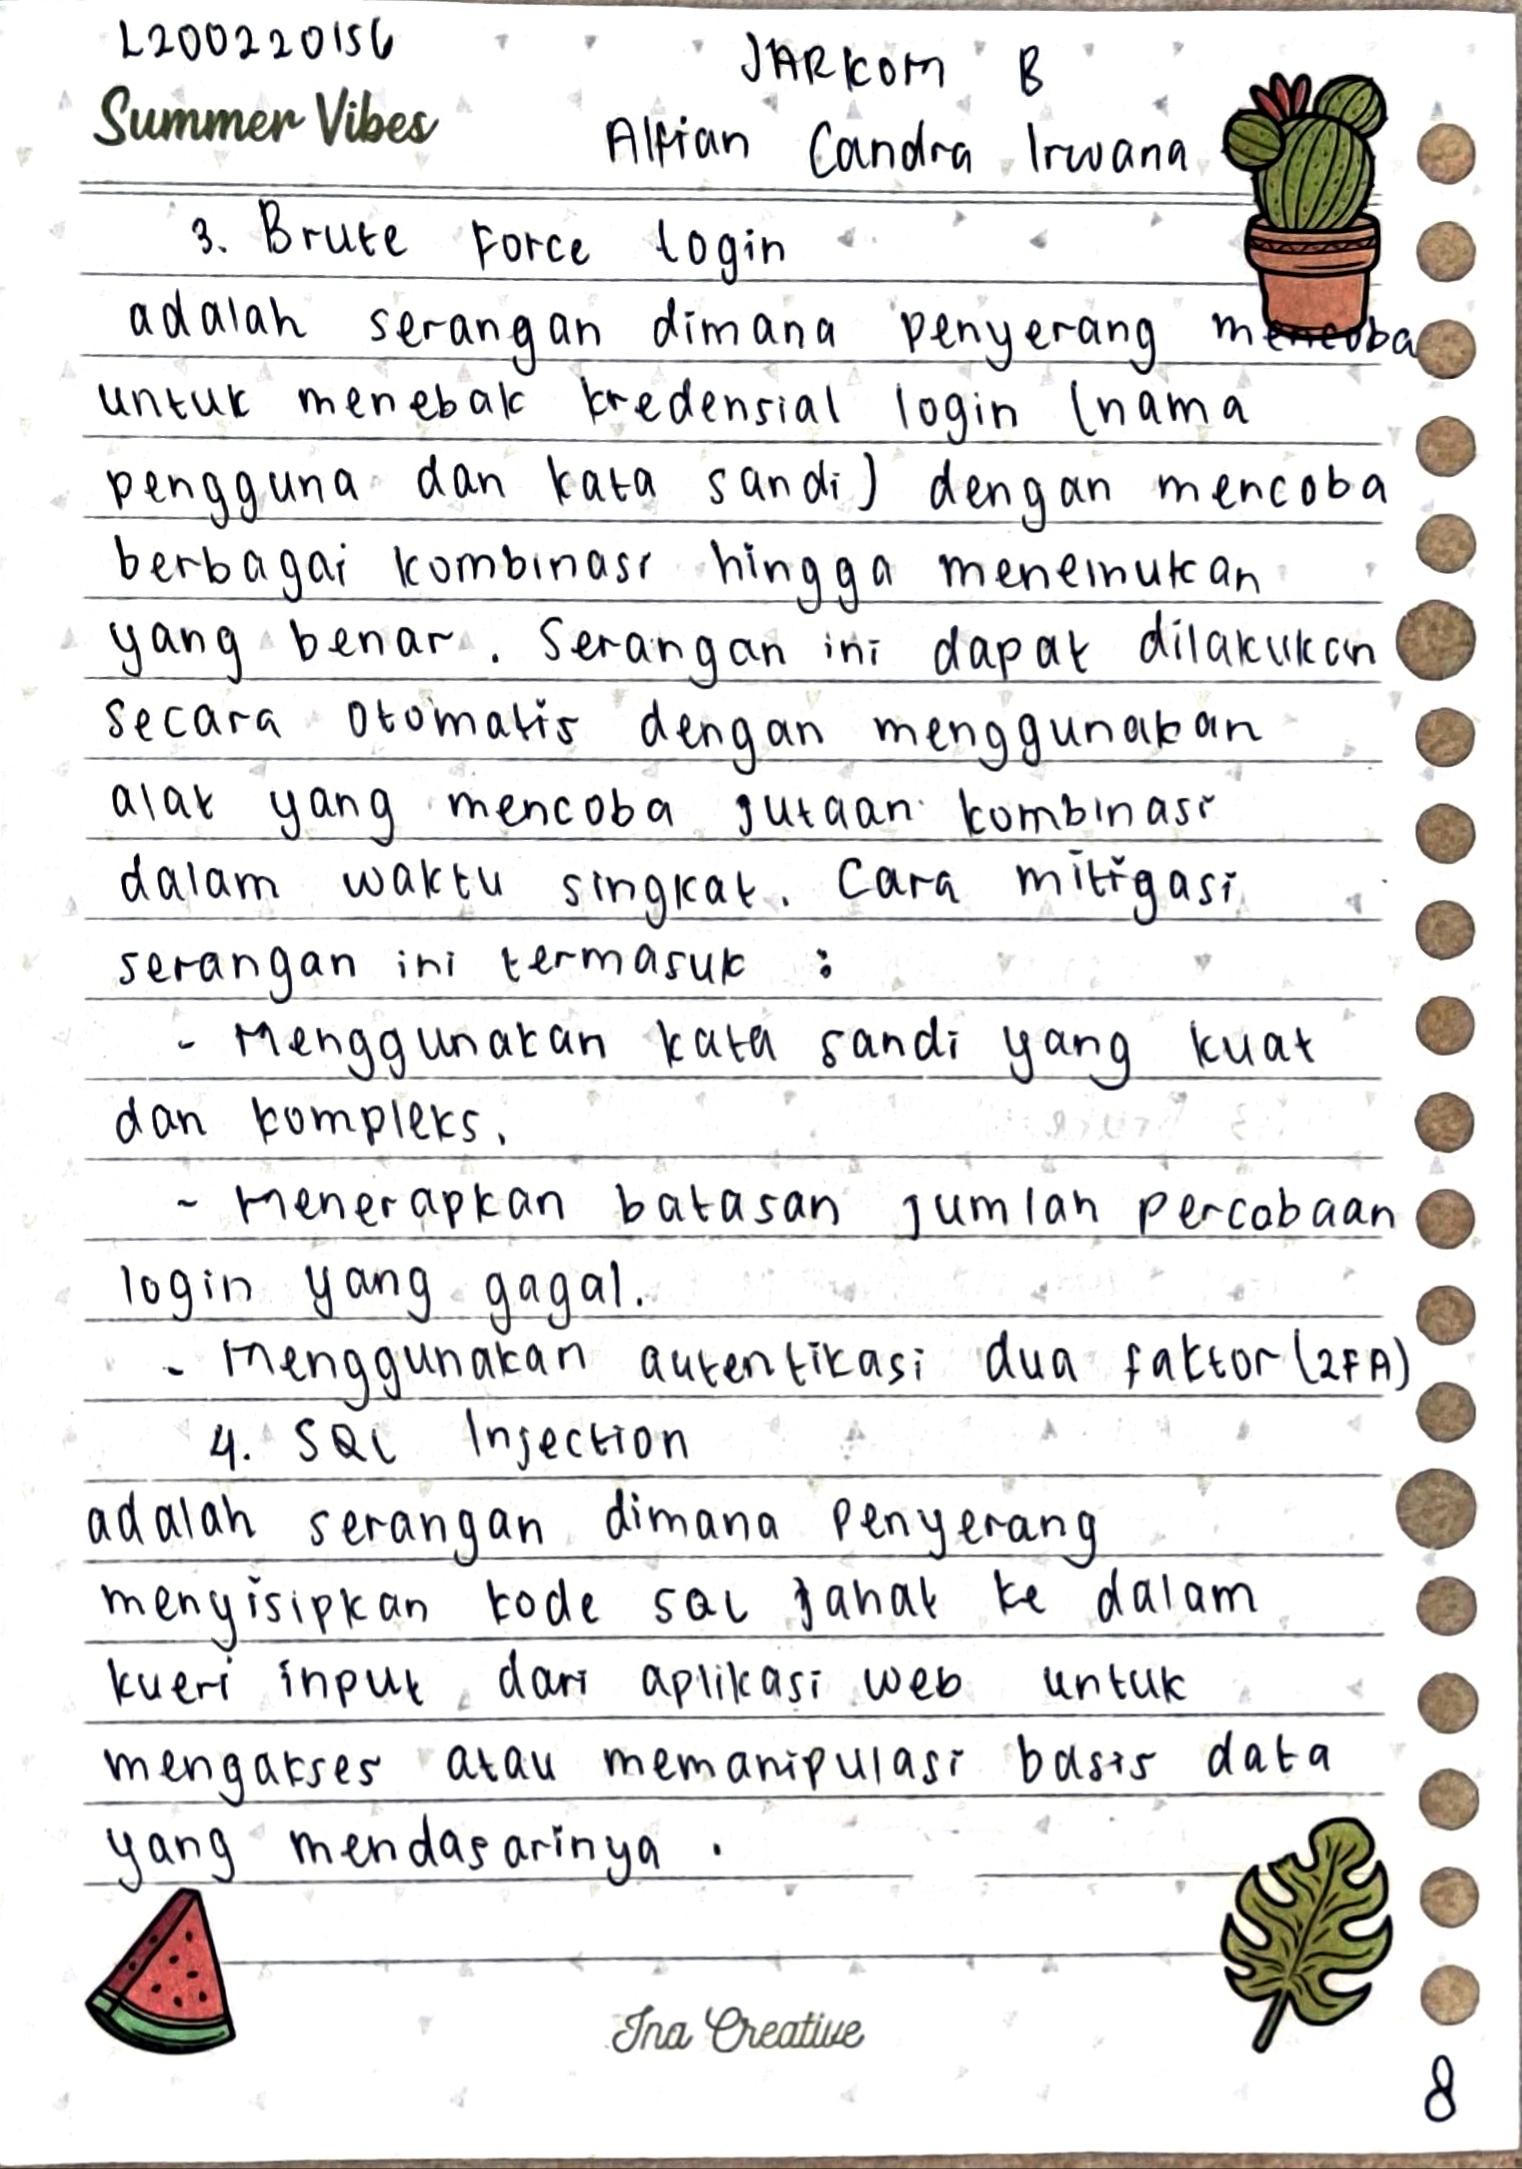 L200220156
JARKOM B
Summer Vibes
Alfian Candra Irwana
3. Brute Force login
adalah serangan dimana penyerang mencoba
untuk menebak kredensial login (nama
pengguna dan kata sandi) dengan mencoba
berbagai kombinasi hingga menemukan
yang benar. Serangan ini dapat dilakukan
secara otomatis dengan menggunakan
alat yang mencoba jutaan kombinasi
dalam waktu singkat. Cara mitigasi
serangan ini termasuk :
- Menggunakan kata sandi yang kuat
dan kompleks.
- Menerapkan batasan jumlah percobaan
login yang gagal.
- Menggunakan autentikasi dua faktor (2FA)
4. SQL Injection
adalah serangan dimana penyerang
menyisipkan kode SQL jahat ke dalam
kueri input dari aplikasi web untuk
mengakses atau memanipulasi basis data
yang mendasarinya.
Ina Creative
8